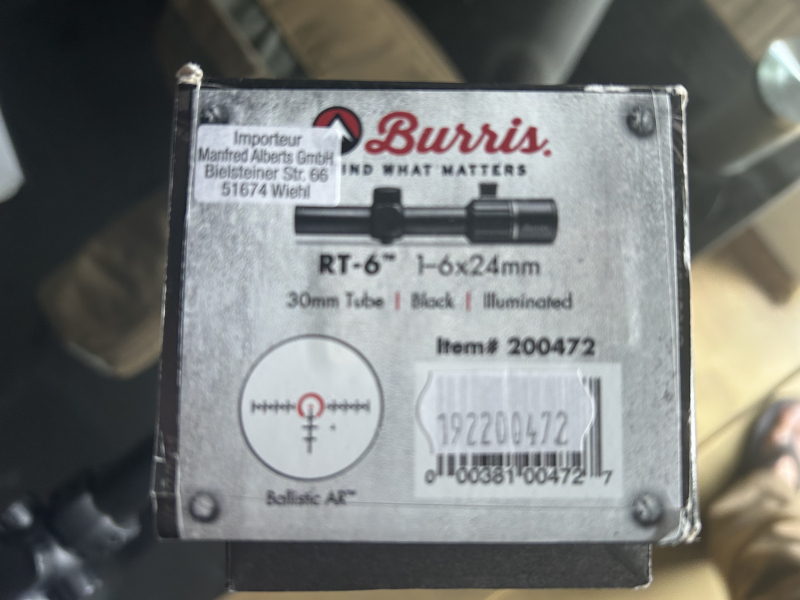 Importeur
Manfred Alberts GmbH
Bielsteiner Str. 66
51674 Wiehl
Burris.
IND WHAT MATTERS
RT-6™ 1-6x24mm
30mm Tube | Black | Illuminated
Item# 200472
192200472
0 00381 00472 7
Ballistic AR™